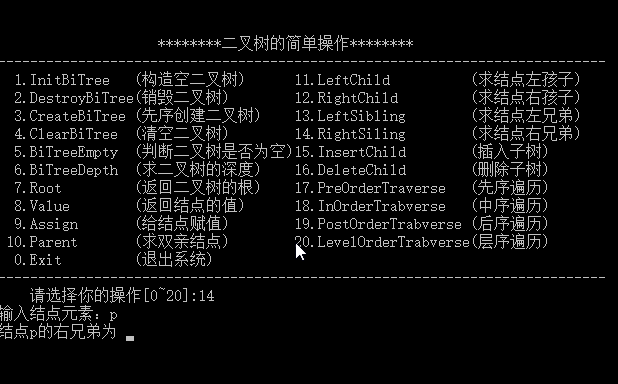 ********二叉树的简单操作********
1.InitBiTree (构造空二叉树) 11.LeftChild (求结点左孩子)
2.DestroyBiTree(销毁二叉树) 12.RightChild (求结点右孩子)
3.CreateBiTree (先序创建二叉树) 13.LeftSibling (求结点左兄弟)
4.ClearBiTree (清空二叉树) 14.RightSiling (求结点右兄弟)
5.BiTreeEmpty (判断二叉树是否为空)15.InsertChild (插入子树)
6.BiTreeDepth (求二叉树的深度) 16.DeleteChild (删除子树)
7.Root (返回二叉树的根) 17.PreOrderTraverse (先序遍历)
8.Value (返回结点的值) 18.InOrderTrabverse (中序遍历)
9.Assign (给结点赋值) 19.PostOrderTrabverse (后序遍历)
10.Parent (求双亲结点) 20.LevelOrderTrabverse(层序遍历)
0.Exit (退出系统)
请选择你的操作[0~20]:14
输入结点元素：p
结点p的右兄弟为